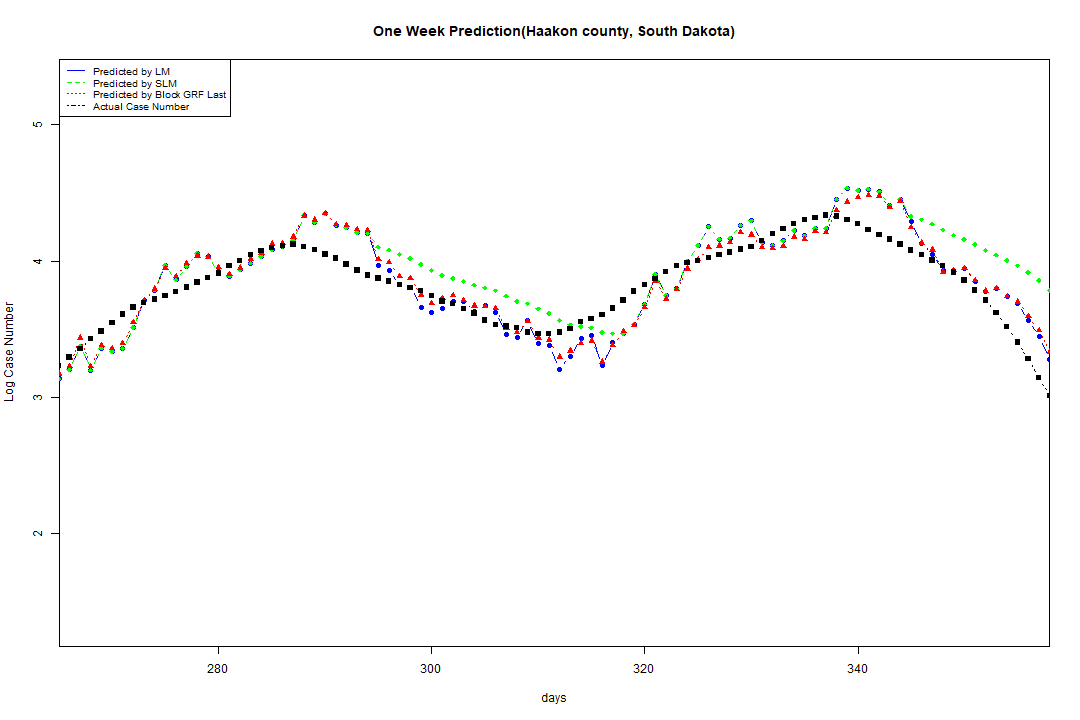 One Week Prediction(Haakon county, South Dakota)
Predicted by LM
Predicted by SLM
Predicted by Block GRF Last
Actual Case Number
5
4
3
2
Log Case Number
280 300 320 340
days